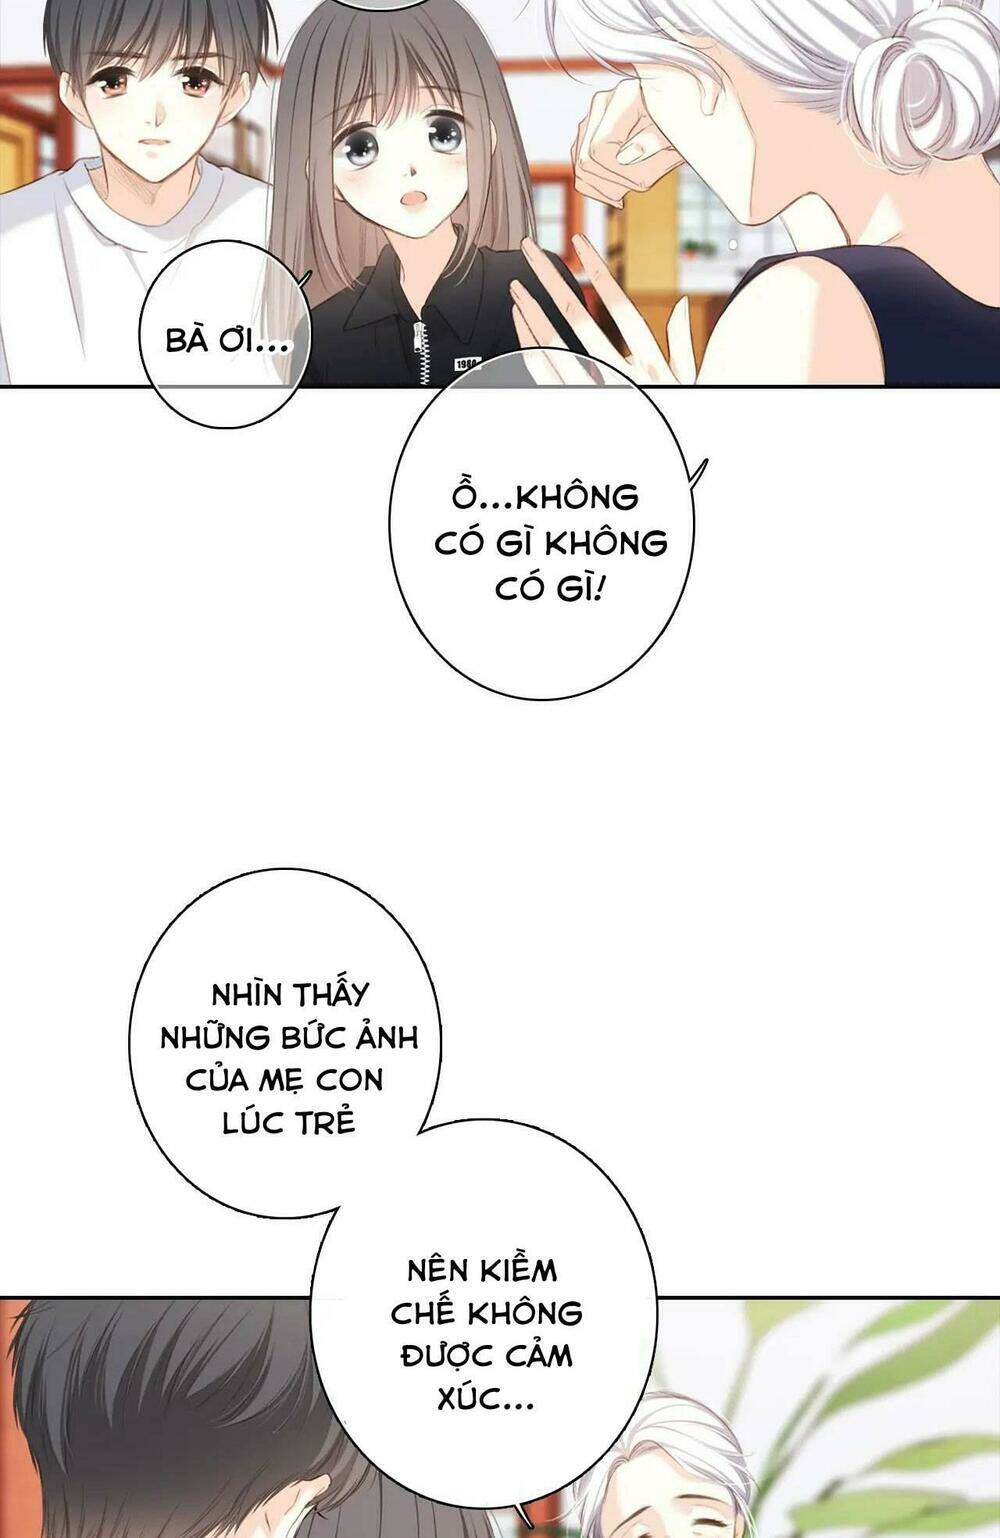 BÀ ƠI...
1984
Ồ...KHÔNG
CÓ GÌ KHÔNG
CÓ GÌ!
NHÌN THẤY
NHỮNG BỨC ẢNH
CỦA MẸ CON
LÚC TRẺ
NÊN KIỀM
CHẾ KHÔNG
ĐƯỢC CẢM
XÚC...